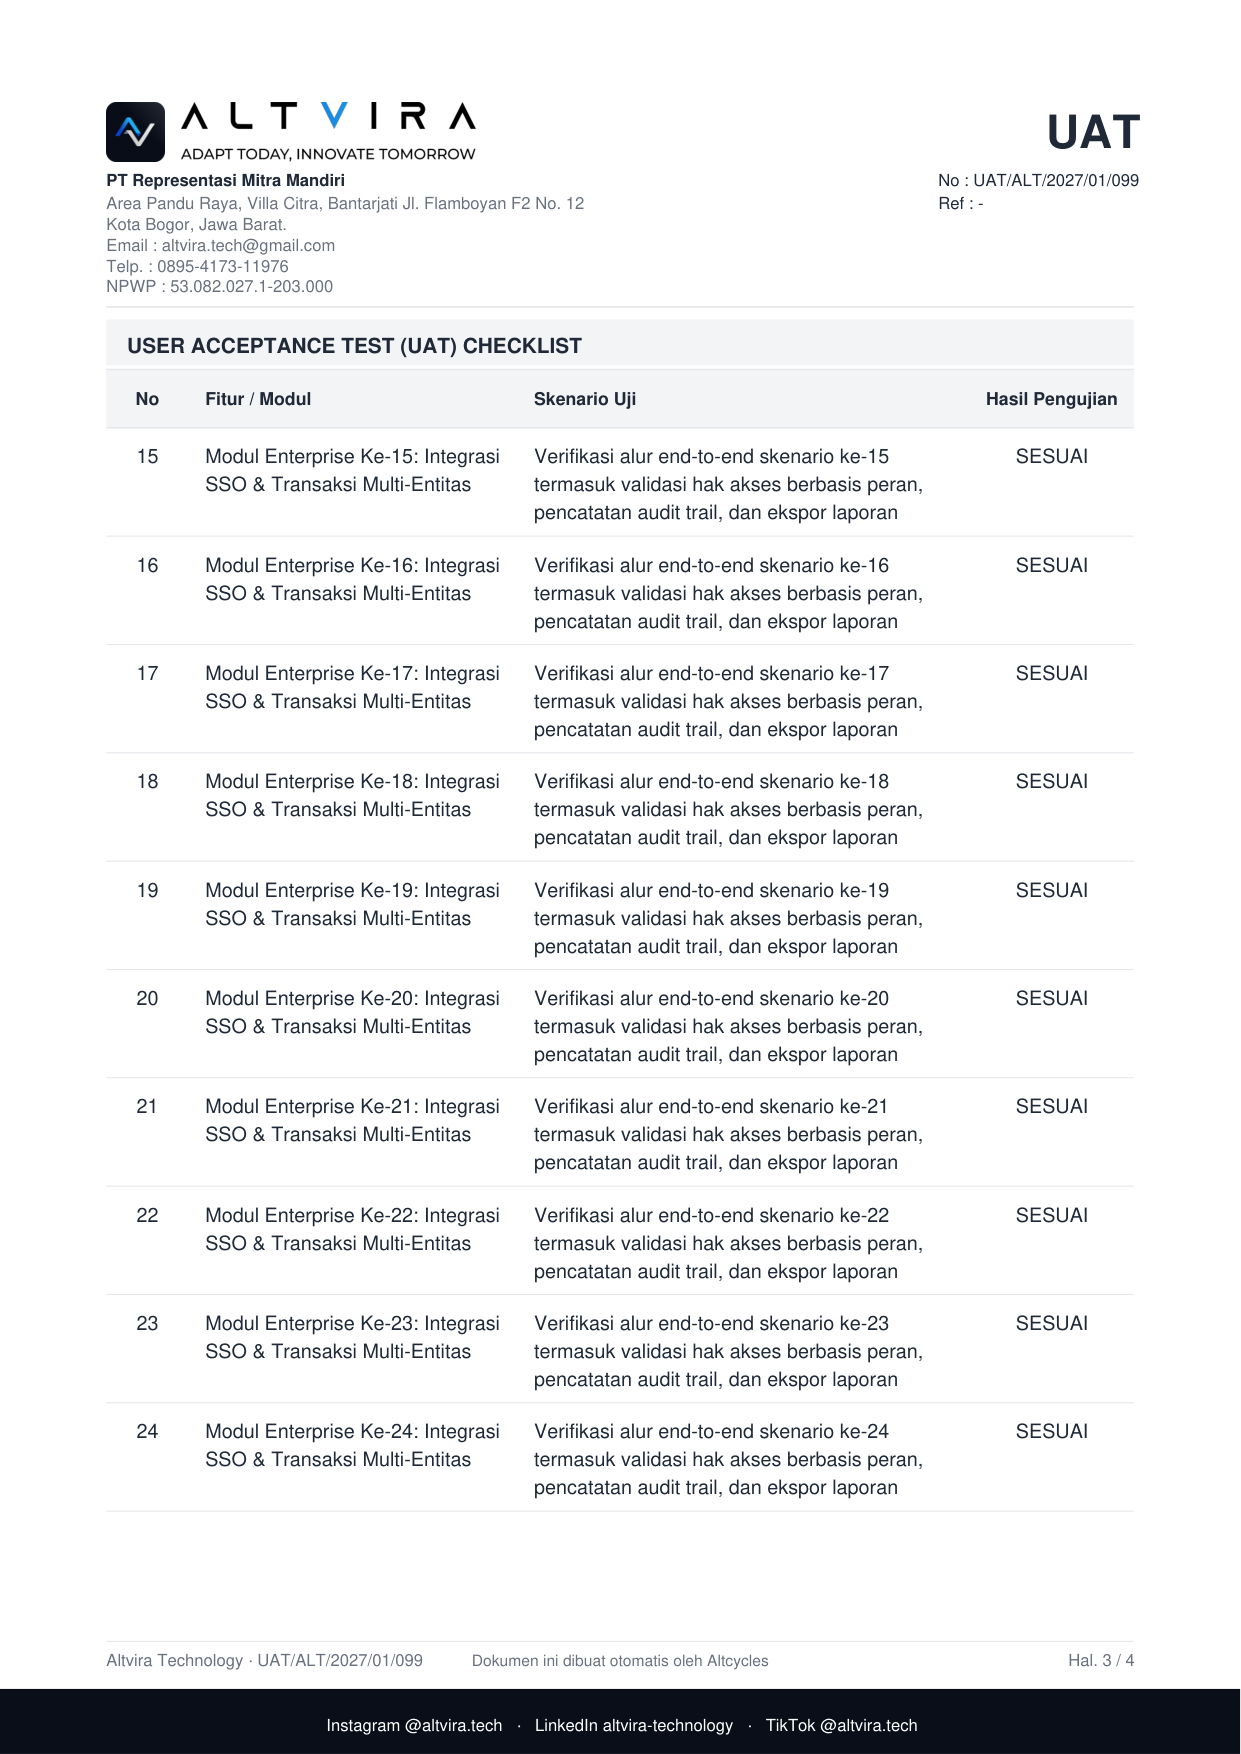 ALTVIRA
ADAPT TODAY, INNOVATE TOMORROW
UAT
PT Representasi Mitra Mandiri
No : UAT/ALT/2027/01/099
Area Pandu Raya, Villa Citra, Bantarjati Jl. Flamboyan F2 No. 12
Ref : -
Kota Bogor, Jawa Barat.
Email : altvira.tech@gmail.com
Telp. : 0895-4173-11976
NPWP : 53.082.027.1-203.000
USER ACCEPTANCE TEST (UAT) CHECKLIST
No Fitur / Modul Skenario Uji Hasil Pengujian
15 Modul Enterprise Ke-15: Integrasi Verifikasi alur end-to-end skenario ke-15 SESUAI
SSO & Transaksi Multi-Entitas termasuk validasi hak akses berbasis peran,
pencatatan audit trail, dan ekspor laporan
16 Modul Enterprise Ke-16: Integrasi Verifikasi alur end-to-end skenario ke-16 SESUAI
SSO & Transaksi Multi-Entitas termasuk validasi hak akses berbasis peran,
pencatatan audit trail, dan ekspor laporan
17 Modul Enterprise Ke-17: Integrasi Verifikasi alur end-to-end skenario ke-17 SESUAI
SSO & Transaksi Multi-Entitas termasuk validasi hak akses berbasis peran,
pencatatan audit trail, dan ekspor laporan
18 Modul Enterprise Ke-18: Integrasi Verifikasi alur end-to-end skenario ke-18 SESUAI
SSO & Transaksi Multi-Entitas termasuk validasi hak akses berbasis peran,
pencatatan audit trail, dan ekspor laporan
19 Modul Enterprise Ke-19: Integrasi Verifikasi alur end-to-end skenario ke-19 SESUAI
SSO & Transaksi Multi-Entitas termasuk validasi hak akses berbasis peran,
pencatatan audit trail, dan ekspor laporan
20 Modul Enterprise Ke-20: Integrasi Verifikasi alur end-to-end skenario ke-20 SESUAI
SSO & Transaksi Multi-Entitas termasuk validasi hak akses berbasis peran,
pencatatan audit trail, dan ekspor laporan
21 Modul Enterprise Ke-21: Integrasi Verifikasi alur end-to-end skenario ke-21 SESUAI
SSO & Transaksi Multi-Entitas termasuk validasi hak akses berbasis peran,
pencatatan audit trail, dan ekspor laporan
22 Modul Enterprise Ke-22: Integrasi Verifikasi alur end-to-end skenario ke-22 SESUAI
SSO & Transaksi Multi-Entitas termasuk validasi hak akses berbasis peran,
pencatatan audit trail, dan ekspor laporan
23 Modul Enterprise Ke-23: Integrasi Verifikasi alur end-to-end skenario ke-23 SESUAI
SSO & Transaksi Multi-Entitas termasuk validasi hak akses berbasis peran,
pencatatan audit trail, dan ekspor laporan
24 Modul Enterprise Ke-24: Integrasi Verifikasi alur end-to-end skenario ke-24 SESUAI
SSO & Transaksi Multi-Entitas termasuk validasi hak akses berbasis peran,
pencatatan audit trail, dan ekspor laporan
Altvira Technology · UAT/ALT/2027/01/099 Dokumen ini dibuat otomatis oleh Altcycles Hal. 3 / 4
Instagram @altvira.tech · LinkedIn altvira-technology · TikTok @altvira.tech